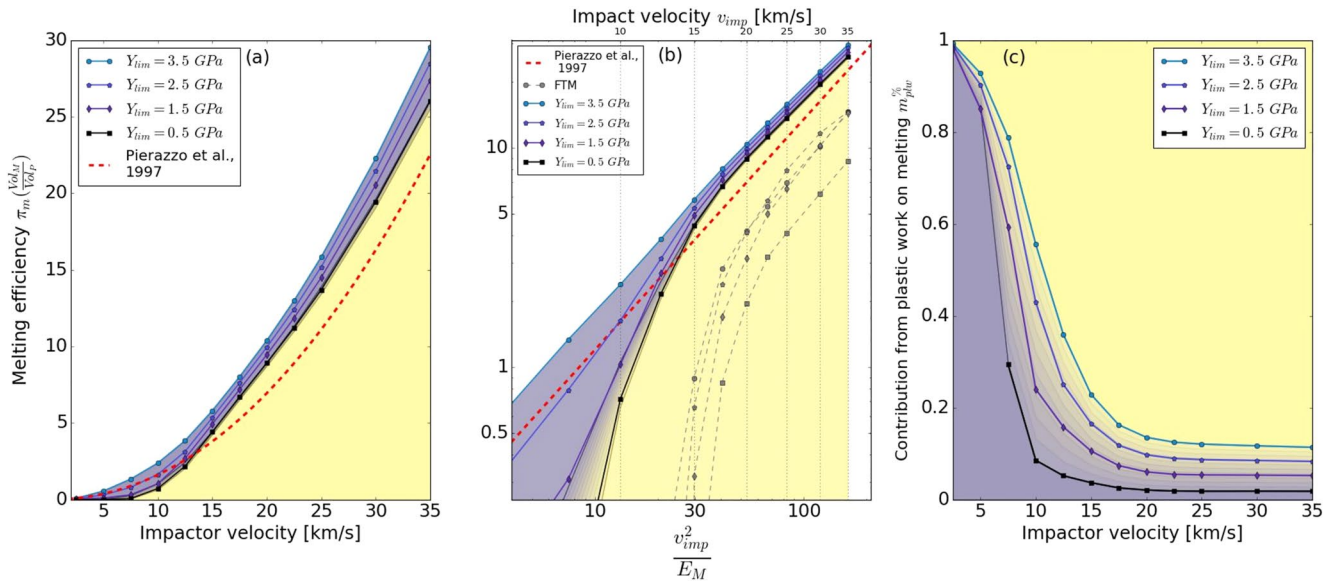 30
25
20
15
10
5
0
Melting efficiency π_m(Vol_M/Vol_P)
(a)
Y_lim = 3.5 GPa
Y_lim = 2.5 GPa
Y_lim = 1.5 GPa
Y_lim = 0.5 GPa
Pierazzo et al.,
1997
5 10 15 20 25 30 35
Impactor velocity [km/s]
Impact velocity v_imp [km/s]
10 15 20 25 30 35
(b)
Pierazzo et al.,
1997
FTM
Y_lim = 3.5 GPa
Y_lim = 2.5 GPa
Y_lim = 1.5 GPa
Y_lim = 0.5 GPa
10
5
1
0.5
10 30 100
v²_imp
E_M
1
0.8
0.6
0.4
0.2
0
Contribution from plastic work on melting m^%_plw
(c)
Y_lim = 3.5 GPa
Y_lim = 2.5 GPa
Y_lim = 1.5 GPa
Y_lim = 0.5 GPa
5 10 15 20 25 30 35
Impactor velocity [km/s]